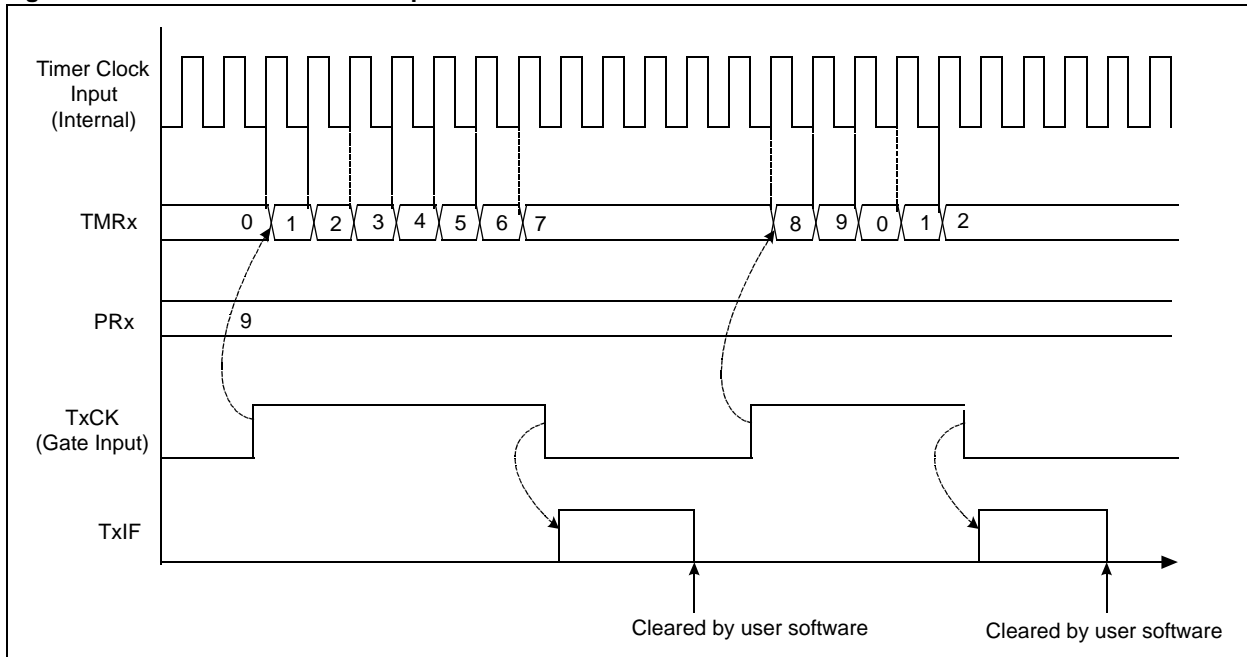 Timer Clock
Input
(Internal)
TMRx
0 1 2 3 4 5 6 7 8 9 0 1 2
PRx
9
TxCK
(Gate Input)
TxIF
Cleared by user software
Cleared by user software